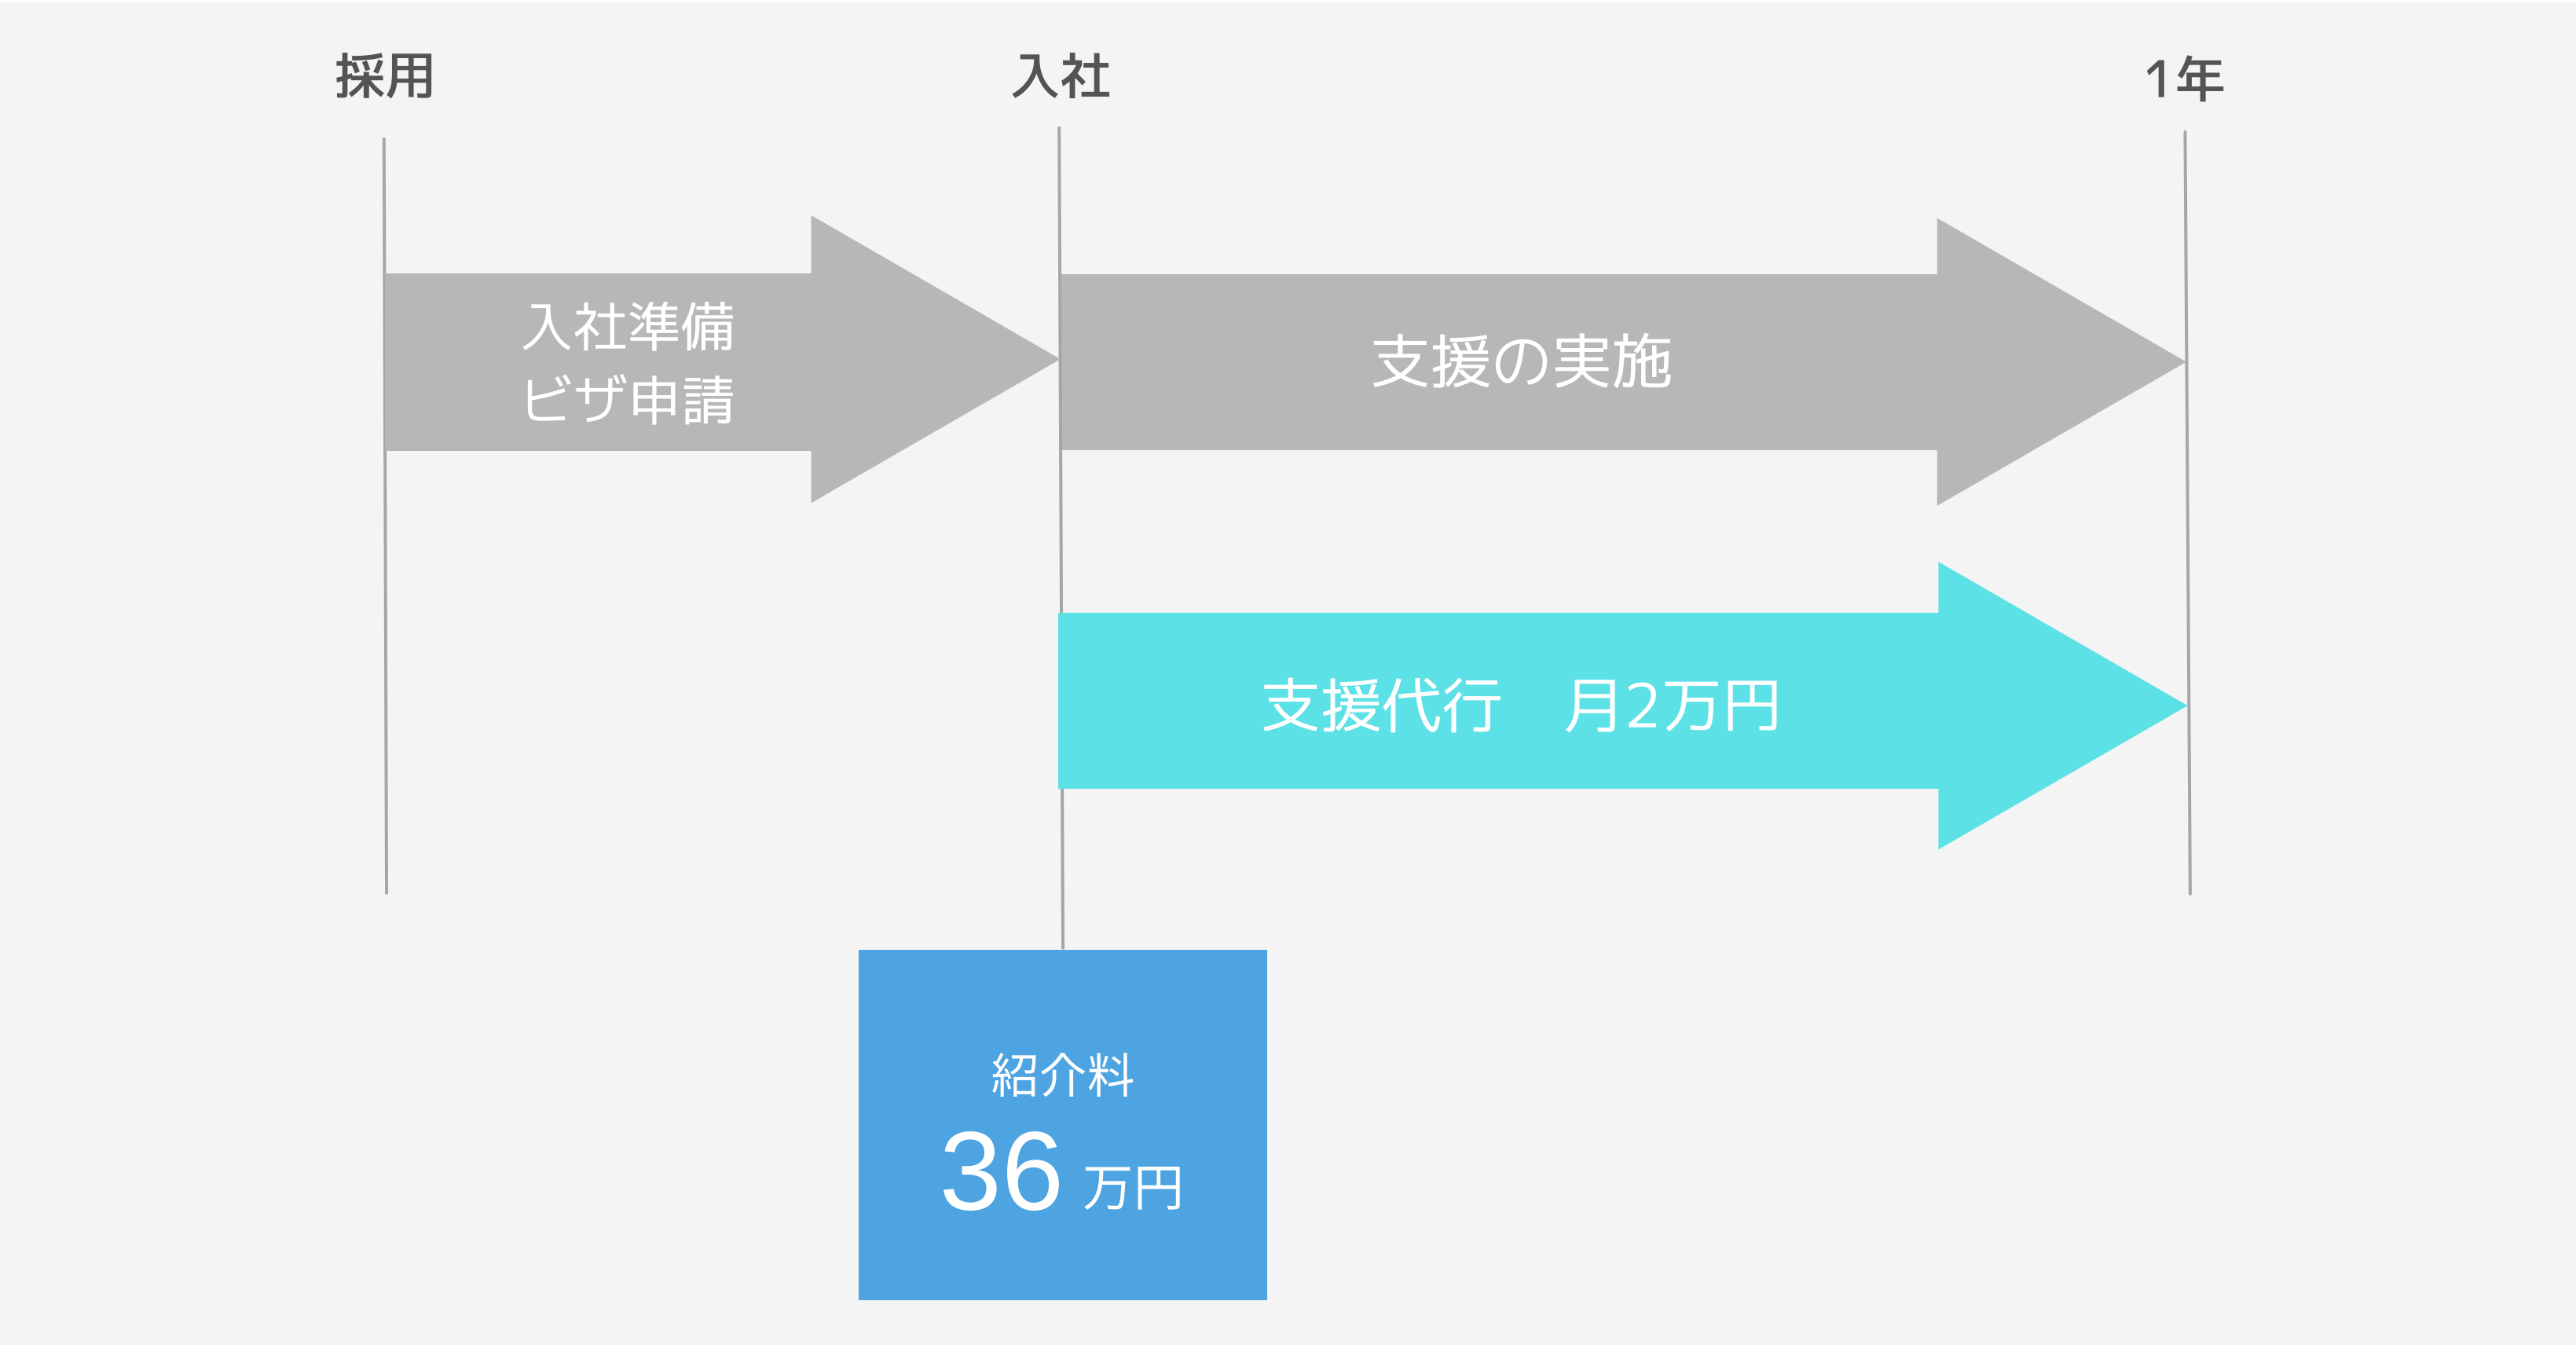 採用
入社
1年
入社準備
ビザ申請
支援の実施
支援代行　月2万円
紹介料
36 万円